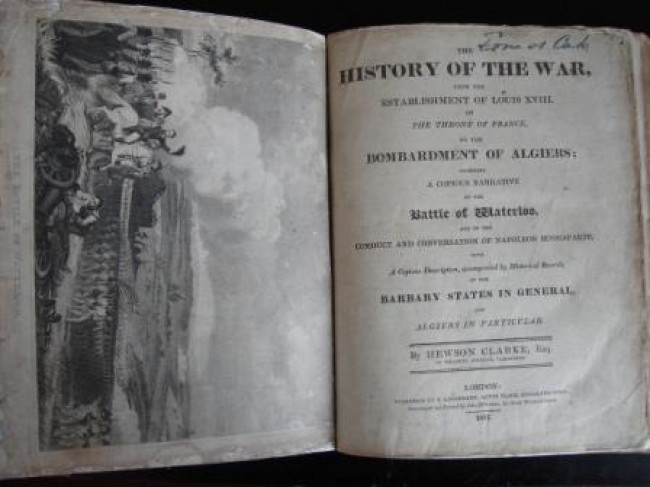 THE
HISTORY OF THE WAR,
FROM THE
ESTABLISHMENT OF LOUIS XVIII.
ON
THE THRONE OF FRANCE,
TO THE
BOMBARDMENT OF ALGIERS:
A COPIOUS NARRATIVE
OF THE
Battle of Waterloo,
AND OF THE
CONDUCT AND CONVERSATION OF NAPOLEON BUONAPARTE,
WITH
A Copious Description, accompanied by Historical Records,
OF THE
BARBARY STATES IN GENERAL,
AND
ALGIERS IN PARTICULAR.
By HEWSON CLARKE, Esq.
LONDON: